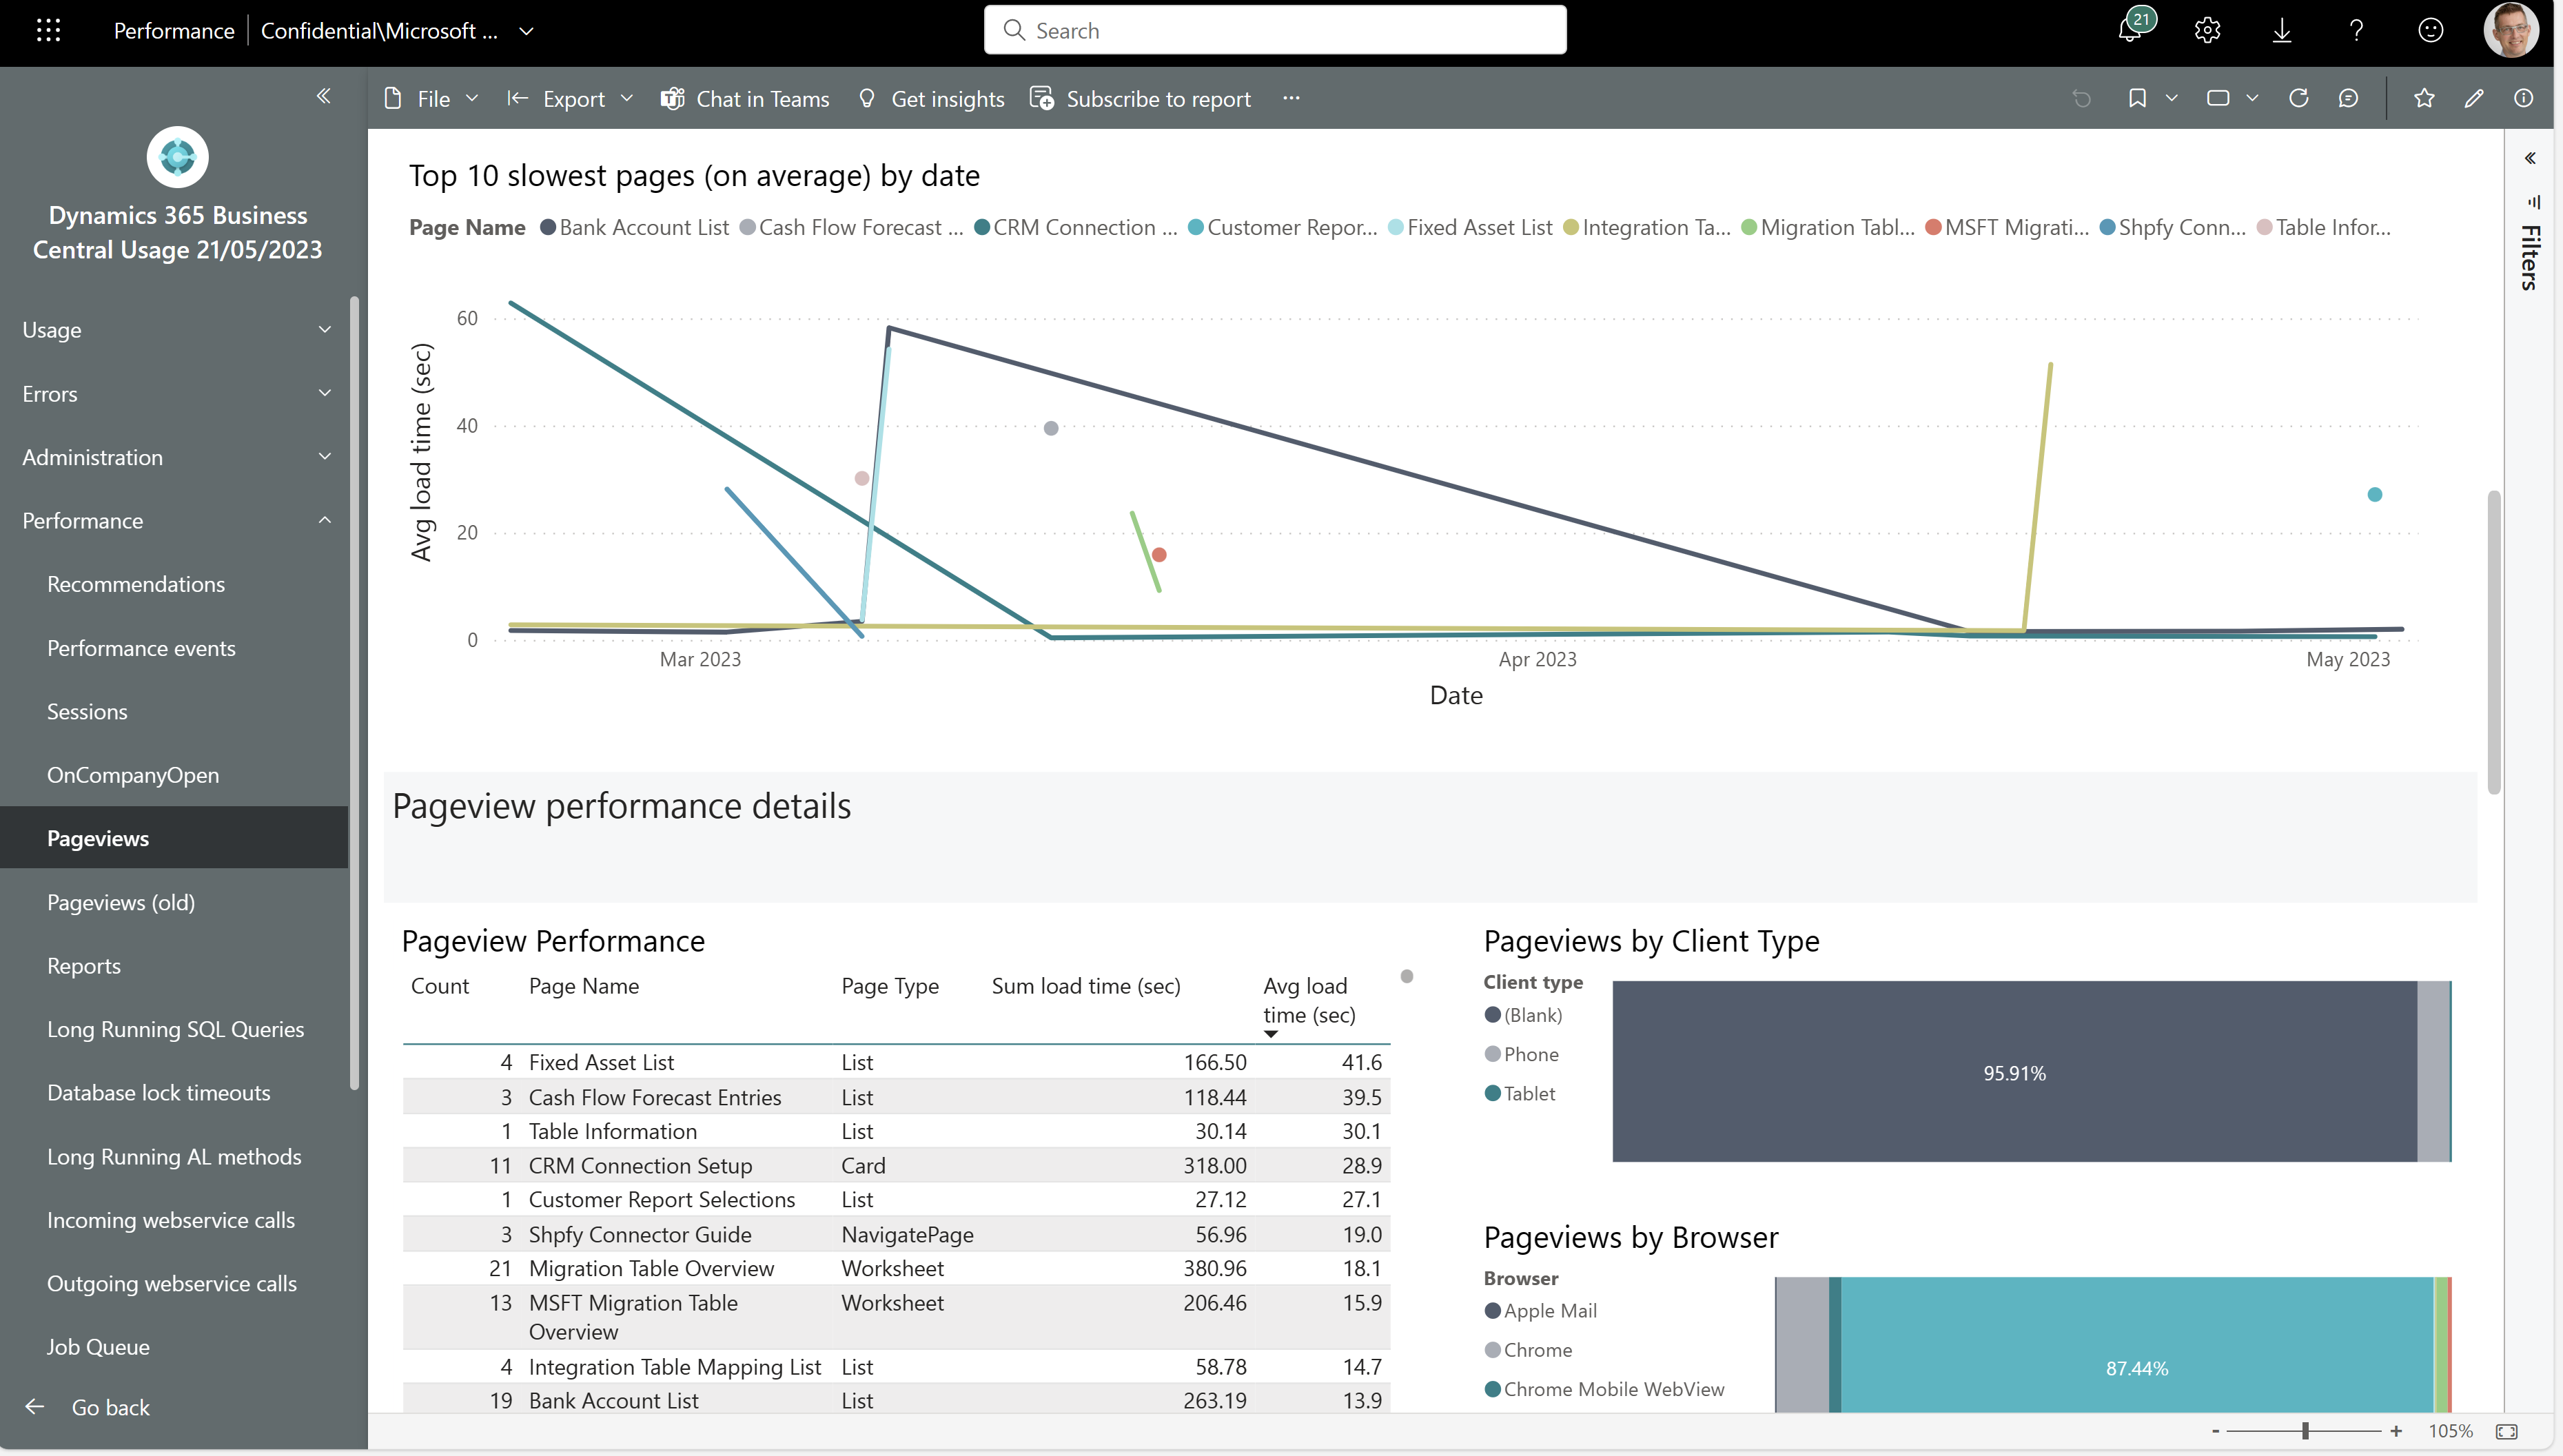 Performance Confidential\Microsoft ...
Search
21
File Export Chat in Teams Get insights Subscribe to report ...
Dynamics 365 Business
Central Usage 21/05/2023
Usage
Errors
Administration
Performance
Recommendations
Performance events
Sessions
OnCompanyOpen
Pageviews
Pageviews (old)
Reports
Long Running SQL Queries
Database lock timeouts
Long Running AL methods
Incoming webservice calls
Outgoing webservice calls
Job Queue
Go back
Top 10 slowest pages (on average) by date
Page Name Bank Account List Cash Flow Forecast ... CRM Connection ... Customer Repor... Fixed Asset List Integration Ta... Migration Tabl... MSFT Migrati... Shpfy Conn... Table Infor...
Avg load time (sec)
60
40
20
0
Mar 2023 Apr 2023 May 2023
Date
Filters
Pageview performance details
Pageview Performance
Count Page Name Page Type Sum load time (sec) Avg load
time (sec)
4 Fixed Asset List List 166.50 41.6
3 Cash Flow Forecast Entries List 118.44 39.5
1 Table Information List 30.14 30.1
11 CRM Connection Setup Card 318.00 28.9
1 Customer Report Selections List 27.12 27.1
3 Shpfy Connector Guide NavigatePage 56.96 19.0
21 Migration Table Overview Worksheet 380.96 18.1
13 MSFT Migration Table Worksheet 206.46 15.9
Overview
4 Integration Table Mapping List List 58.78 14.7
19 Bank Account List List 263.19 13.9
Pageviews by Client Type
Client type
(Blank)
Phone
Tablet
95.91%
Pageviews by Browser
Browser
Apple Mail
Chrome
Chrome Mobile WebView
87.44%
- + 105%